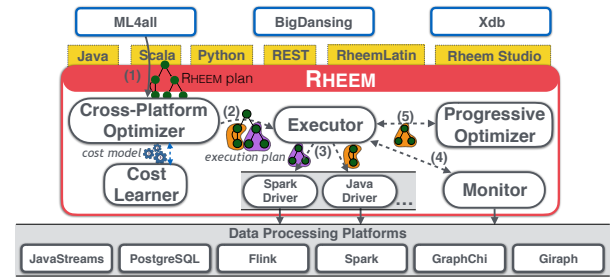 ML4all
BigDansing
Xdb
Java
Scala
Python
REST
RheemLatin
Rheem Studio
(1)
RHEEM plan
RHEEM
Cross-Platform
Optimizer
(2)
Executor
(5)
Progressive
Optimizer
cost model
execution plan
(3)
(4)
Cost
Learner
Spark
Driver
Java
Driver
...
Monitor
Data Processing Platforms
JavaStreams
PostgreSQL
Flink
Spark
GraphChi
Giraph